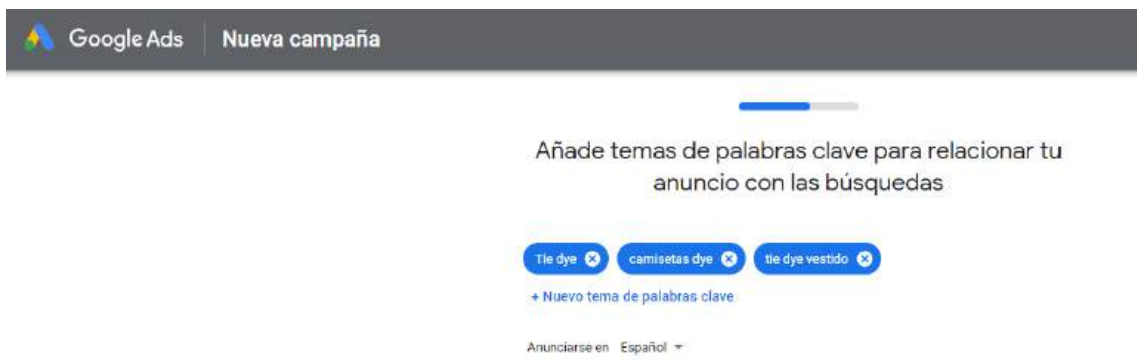 Google Ads Nueva campaña
Añade temas de palabras clave para relacionar tu
anuncio con las búsquedas
Tie dye camisetas dye tie dye vestido
+ Nuevo tema de palabras clave
Anunciarse en Español